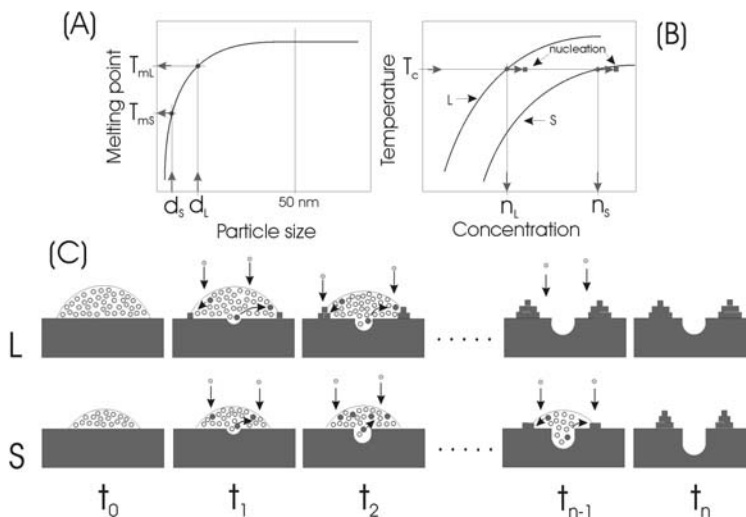 (A)
Melting point
T_mL
T_mS
d_S
d_L
50 nm
Particle size
(B)
Temperature
T_c
nucleation
L
S
n_L
n_S
Concentration
(C)
L
S
t_0
t_1
t_2
t_n-1
t_n